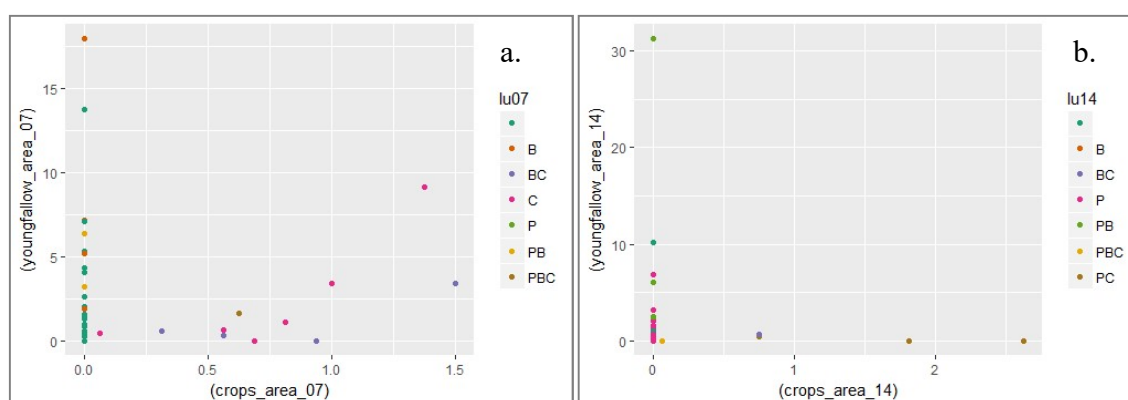 a.
(youngfallow_area_07)
15
10
5
0
0.0 0.5 1.0 1.5
(crops_area_07)
lu07
B
BC
C
P
PB
PBC
b.
(youngfallow_area_14)
30
20
10
0
0 1 2
(crops_area_14)
lu14
B
BC
P
PB
PBC
PC